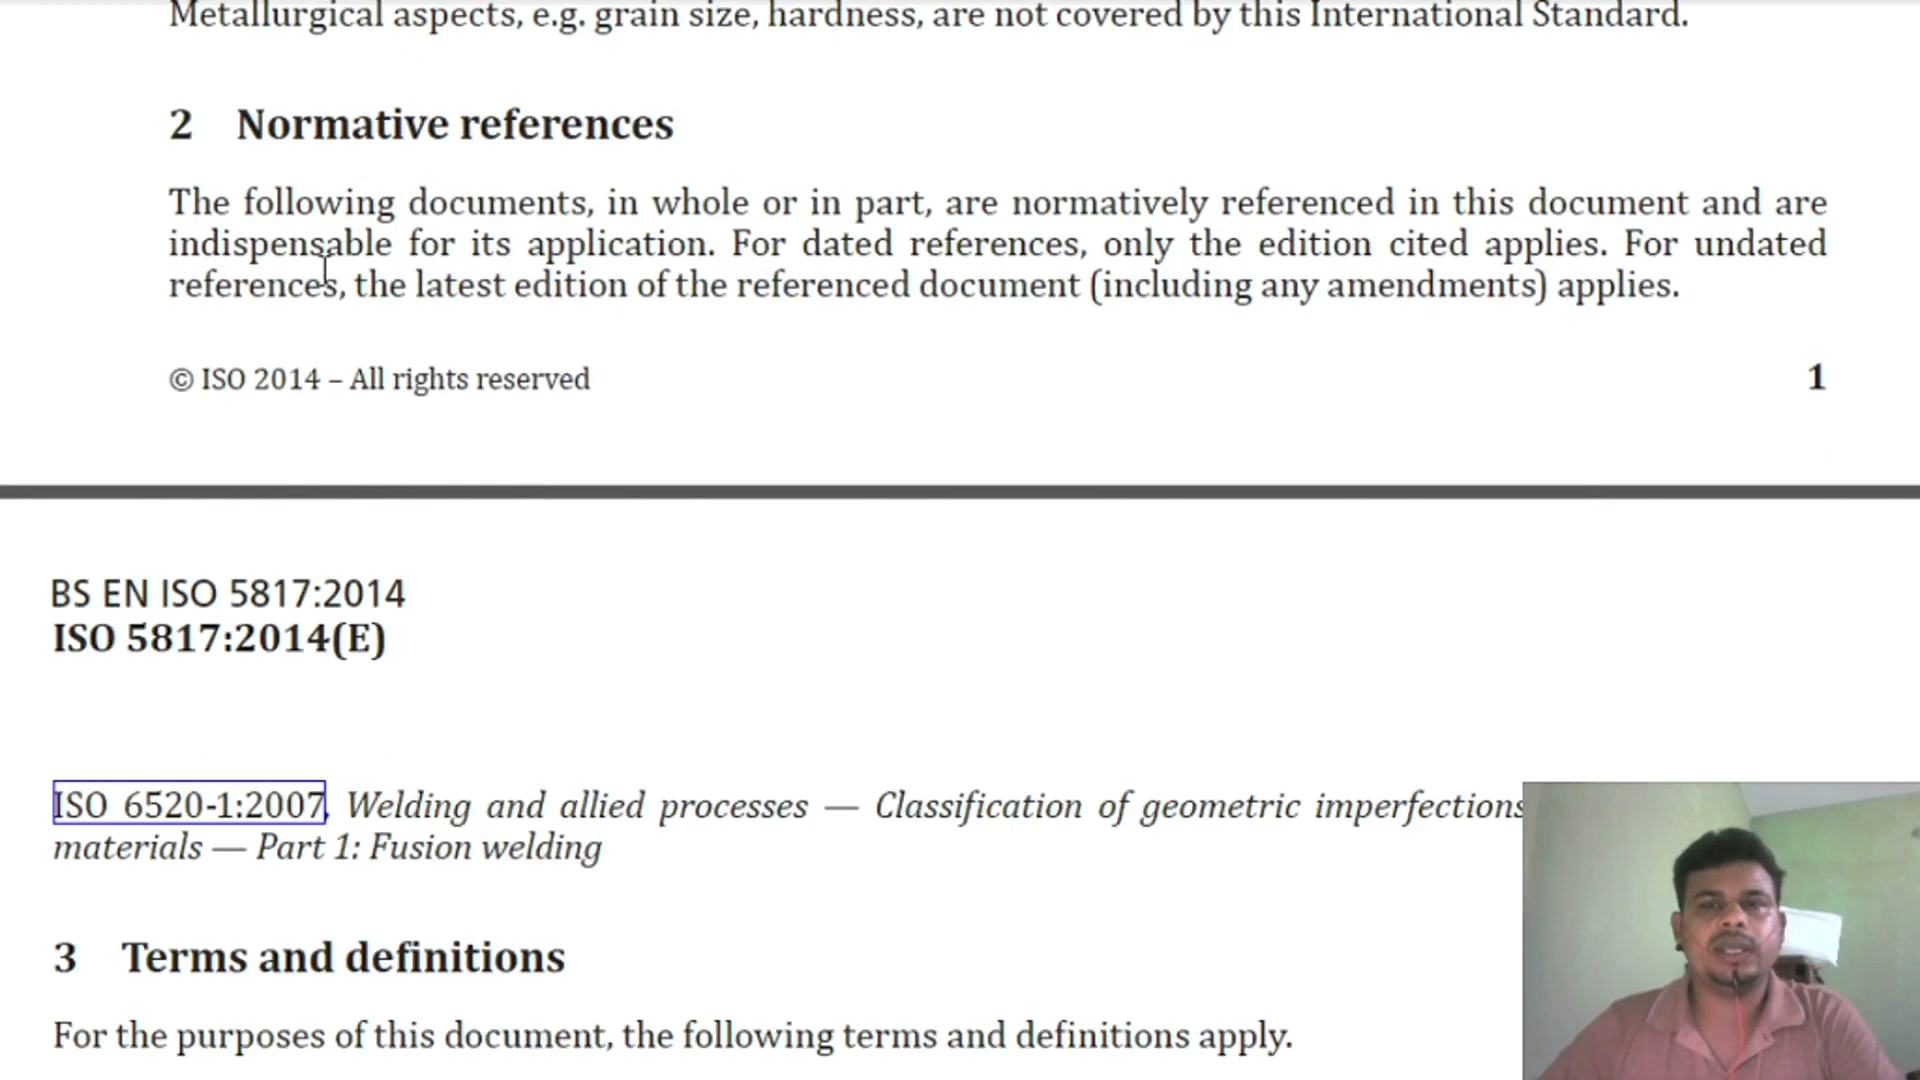 Metallurgical aspects, e.g. grain size, hardness, are not covered by this International Standard.
2 Normative references
The following documents, in whole or in part, are normatively referenced in this document and are
indispensable for its application. For dated references, only the edition cited applies. For undated
references, the latest edition of the referenced document (including any amendments) applies.
© ISO 2014 – All rights reserved
1
BS EN ISO 5817:2014
ISO 5817:2014(E)
ISO 6520-1:2007, Welding and allied processes — Classification of geometric imperfections
materials — Part 1: Fusion welding
3 Terms and definitions
For the purposes of this document, the following terms and definitions apply.